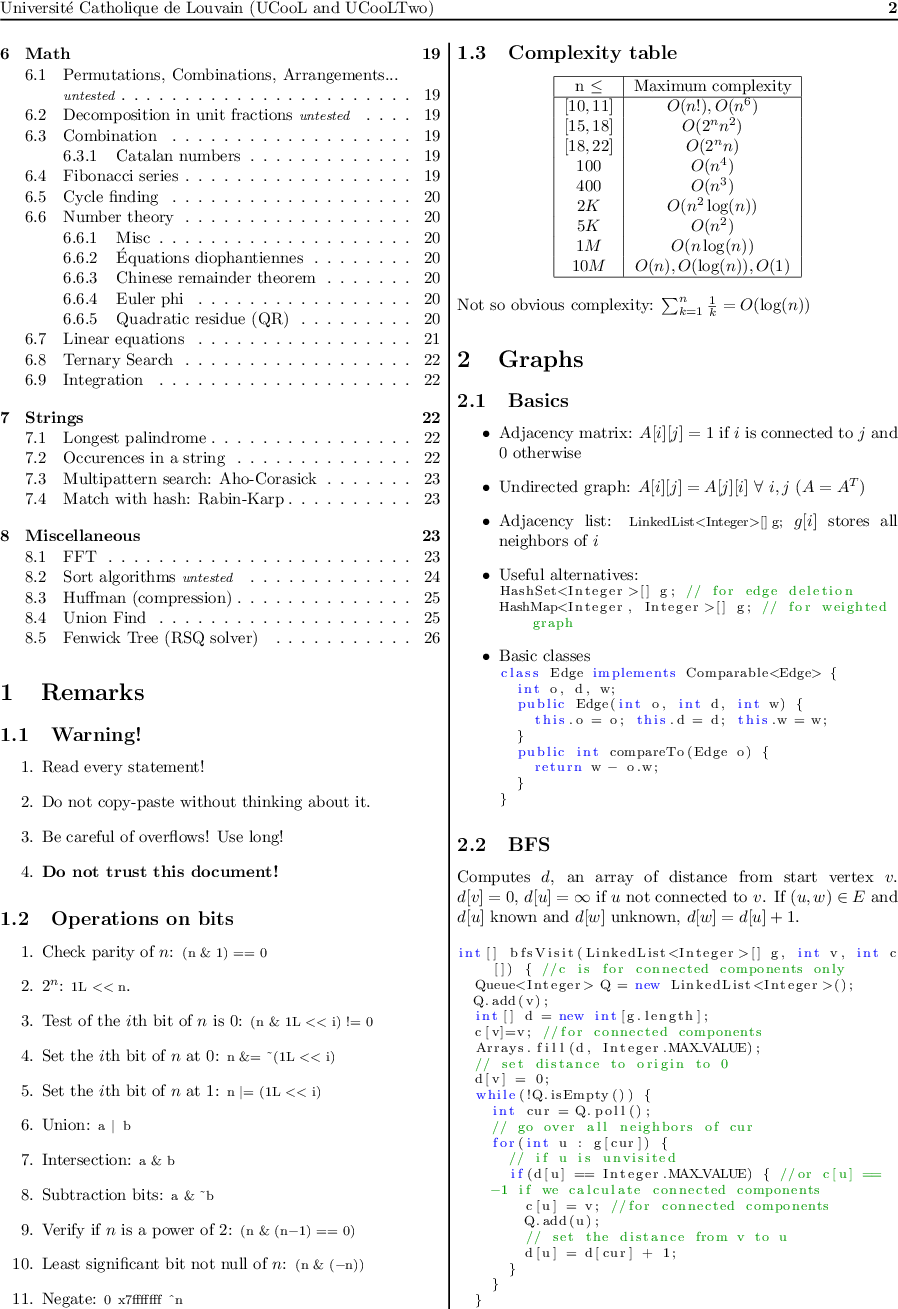 Université Catholique de Louvain (UCooL and UCooLTwo) 2
6 Math 19
6.1 Permutations, Combinations, Arrangements...
untested . . . . . . . . . . . . . . . . . . . . . . . 19
6.2 Decomposition in unit fractions untested . . . . 19
6.3 Combination . . . . . . . . . . . . . . . . . . . 19
6.3.1 Catalan numbers . . . . . . . . . . . . . 19
6.4 Fibonacci series . . . . . . . . . . . . . . . . . . 19
6.5 Cycle finding . . . . . . . . . . . . . . . . . . . 20
6.6 Number theory . . . . . . . . . . . . . . . . . . 20
6.6.1 Misc . . . . . . . . . . . . . . . . . . . . 20
6.6.2 Équations diophantiennes . . . . . . . . 20
6.6.3 Chinese remainder theorem . . . . . . . 20
6.6.4 Euler phi . . . . . . . . . . . . . . . . . 20
6.6.5 Quadratic residue (QR) . . . . . . . . . 20
6.7 Linear equations . . . . . . . . . . . . . . . . . 21
6.8 Ternary Search . . . . . . . . . . . . . . . . . . 22
6.9 Integration . . . . . . . . . . . . . . . . . . . . 22
7 Strings 22
7.1 Longest palindrome . . . . . . . . . . . . . . . . 22
7.2 Occurences in a string . . . . . . . . . . . . . . 22
7.3 Multipattern search: Aho-Corasick . . . . . . . 23
7.4 Match with hash: Rabin-Karp . . . . . . . . . . 23
8 Miscellaneous 23
8.1 FFT . . . . . . . . . . . . . . . . . . . . . . . . 23
8.2 Sort algorithms untested . . . . . . . . . . . . . 24
8.3 Huffman (compression) . . . . . . . . . . . . . . 25
8.4 Union Find . . . . . . . . . . . . . . . . . . . . 25
8.5 Fenwick Tree (RSQ solver) . . . . . . . . . . . 26
1 Remarks
1.1 Warning!
1. Read every statement!
2. Do not copy-paste without thinking about it.
3. Be careful of overflows! Use long!
4. Do not trust this document!
1.2 Operations on bits
1. Check parity of n: (n & 1) == 0
2. 2^n: 1L << n.
3. Test of the ith bit of n is 0: (n & 1L << i) != 0
4. Set the ith bit of n at 0: n &= ~(1L << i)
5. Set the ith bit of n at 1: n |= (1L << i)
6. Union: a | b
7. Intersection: a & b
8. Subtraction bits: a & ~b
9. Verify if n is a power of 2: (n & (n−1) == 0)
10. Least significant bit not null of n: (n & (−n))
11. Negate: 0 x7fffffff ^n
1.3 Complexity table
n ≤ Maximum complexity
[10, 11] O(n!), O(n^6)
[15, 18] O(2^n n^2)
[18, 22] O(2^n n)
100 O(n^4)
400 O(n^3)
2K O(n^2 log(n))
5K O(n^2)
1M O(n log(n))
10M O(n), O(log(n)), O(1)
Not so obvious complexity: ∑_{k=1}^{n} 1/k = O(log(n))
2 Graphs
2.1 Basics
• Adjacency matrix: A[i][j] = 1 if i is connected to j and
0 otherwise
• Undirected graph: A[i][j] = A[j][i] ∀ i, j (A = A^T)
• Adjacency list: LinkedList<Integer>[] g; g[i] stores all
neighbors of i
• Useful alternatives:
HashSet<Integer>[] g; // for edge deletion
HashMap<Integer, Integer>[] g; // for weighted
graph
• Basic classes
class Edge implements Comparable<Edge> {
int o, d, w;
public Edge(int o, int d, int w) {
this.o = o; this.d = d; this.w = w;
}
public int compareTo(Edge o) {
return w − o.w;
}
}
2.2 BFS
Computes d, an array of distance from start vertex v.
d[v] = 0, d[u] = ∞ if u not connected to v. If (u, w) ∈ E and
d[u] known and d[w] unknown, d[w] = d[u] + 1.
int[] bfsVisit(LinkedList<Integer>[] g, int v, int c
[]) { //c is for connected components only
Queue<Integer> Q = new LinkedList<Integer>();
Q.add(v);
int[] d = new int[g.length];
c[v]=v; //for connected components
Arrays.fill(d, Integer.MAX_VALUE);
// set distance to origin to 0
d[v] = 0;
while(!Q.isEmpty()) {
int cur = Q.poll();
// go over all neighbors of cur
for(int u : g[cur]) {
// if u is unvisited
if(d[u] == Integer.MAX_VALUE) { //or c[u] ==
−1 if we calculate connected components
c[u] = v; //for connected components
Q.add(u);
// set the distance from v to u
d[u] = d[cur] + 1;
}
}
}